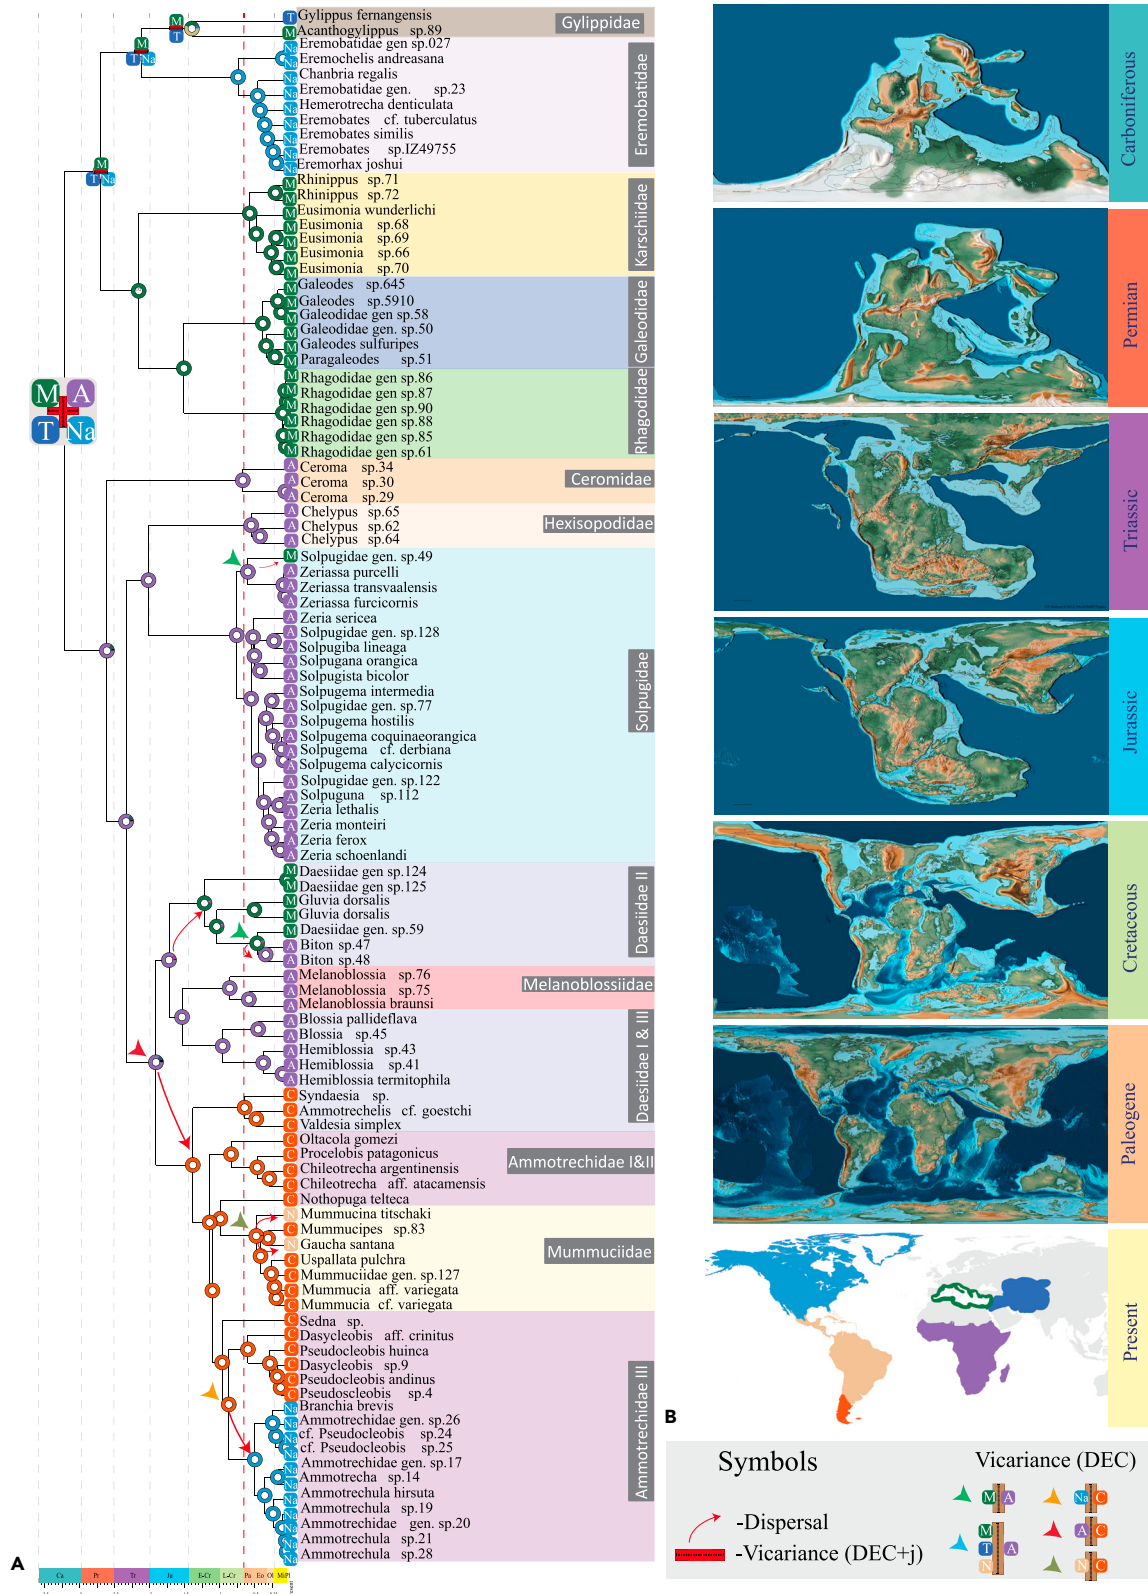 M
T
Gylippus fernangensis
Acanthogylippus sp.89
Gylippidae
T
M
M
T Na
Eremobatidae gen sp.027
Eremochelis andreasana
Chanbria regalis
Eremobatidae gen. sp.23
Hemerotrecha denticulata
Eremobates cf. tuberculatus
Eremobates similis
Eremobates sp.IZ49755
Eremorhax joshui
Eremobatidae
Na
M
T Na
Rhinippus sp.71
Rhinippus sp.72
Eusimonia wunderlichi
Eusimonia sp.68
Eusimonia sp.69
Eusimonia sp.66
Eusimonia sp.70
Karschiidae
M
Galeodes sp.645
Galeodes sp.5910
Galeodidae gen sp.58
Galeodidae gen. sp.50
Galeodes sulfuripes
Paragaleodes sp.51
Galeodidae
Rhagodidae gen sp.86
Rhagodidae gen sp.87
Rhagodidae gen sp.90
Rhagodidae gen sp.88
Rhagodidae gen sp.85
Rhagodidae gen sp.61
Rhagodidae
M A
T Na
Ceroma sp.34
Ceroma sp.30
Ceroma sp.29
Ceromidae
A
Chelypus sp.65
Chelypus sp.62
Chelypus sp.64
Hexisopodidae
Solpugidae gen. sp.49
Zeriassa purcelli
Zeriassa transvaalensis
Zeriassa furcicornis
Zeria sericea
Solpugidae gen. sp.128
Solpugiba lineaga
Solpugana orangica
Solpugista bicolor
Solpugema intermedia
Solpugidae gen. sp.77
Solpugema hostilis
Solpugema coquinaeorangica
Solpugema cf. derbiana
Solpugema calycicornis
Solpugidae gen. sp.122
Solpuguna sp.112
Zeria lethalis
Zeria monteiri
Zeria ferox
Zeria schoenlandi
Solpugidae
Daesiidae gen sp.124
Daesiidae gen sp.125
Gluvia dorsalis
Gluvia dorsalis
Daesiidae gen. sp.59
Biton sp.47
Biton sp.48
Daesiidae II
Melanoblossia sp.76
Melanoblossia sp.75
Melanoblossia braunsi
Melanoblossiidae
Blossia pallideflava
Blossia sp.45
Hemiblossia sp.43
Hemiblossia sp.41
Hemiblossia termitophila
Daesiidae I & III
Syndaesia sp.
Ammotrechelis cf. goestchi
Valdesia simplex
C
Oltacola gomezi
Procelobis patagonicus
Chileotrecha argentinensis
Chileotrecha aff. atacamensis
Nothopuga telteca
Ammotrechidae I&II
Mummucina titschaki
Mummucipes sp.83
Gaucha santana
Uspallata pulchra
Mummuciidae gen. sp.127
Mummucia aff. variegata
Mummucia cf. variegata
Mummuciidae
N
Sedna sp.
Dasycleobis aff. crinitus
Pseudocleobis huinca
Dasycleobis sp.9
Pseudocleobis andinus
Pseudoscleobis sp.4
Branchia brevis
Ammotrechidae gen. sp.26
cf. Pseudocleobis sp.24
cf. Pseudocleobis sp.25
Ammotrechidae gen. sp.17
Ammotrecha sp.14
Ammotrechula hirsuta
Ammotrechula sp.19
Ammotrechidae gen. sp.20
Ammotrechula sp.21
Ammotrechula sp.28
Ammotrechidae III
A
Ca Pr Tr Ju E-Cr L-Cr Pa Eo Ol Mi Pl
Carboniferous
Permian
Triassic
Jurassic
Cretaceous
Paleogene
Present
B
Symbols
-Dispersal
-Vicariance (DEC+j)
Vicariance (DEC)
M A
Na C
M
T A
N
A C
N C